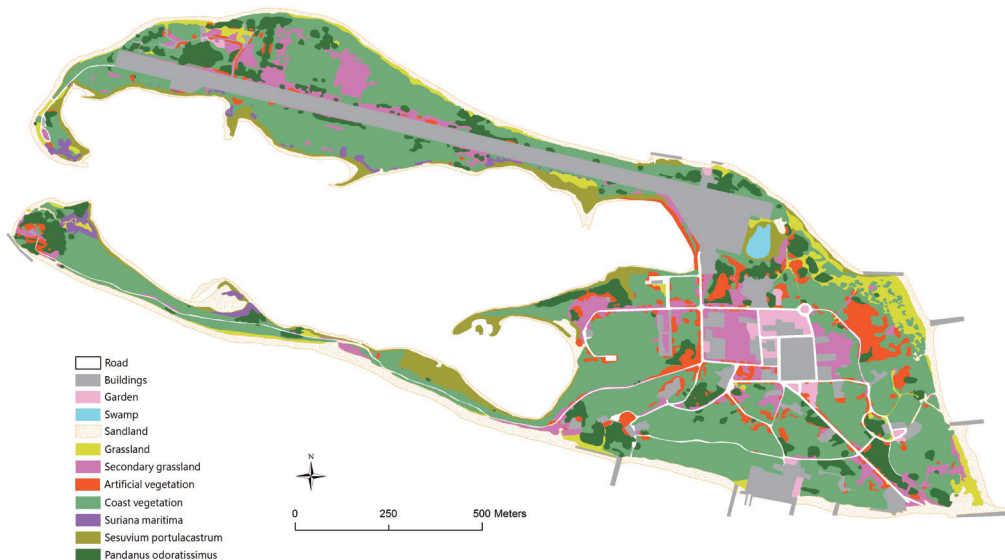 Road
Buildings
Garden
Swamp
Sandland
Grassland
Secondary grassland
Artificial vegetation
Coast vegetation
Suriana maritima
Sesuvium portulacastrum
Pandanus odoratissimus
N
0 250 500 Meters